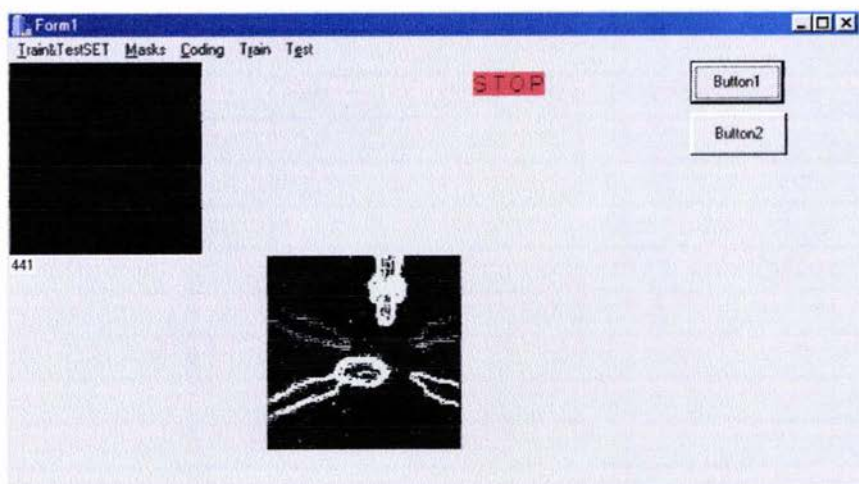 Form1
Train&TestSET Masks Coding Train Test
STOP
Button1
Button2
441